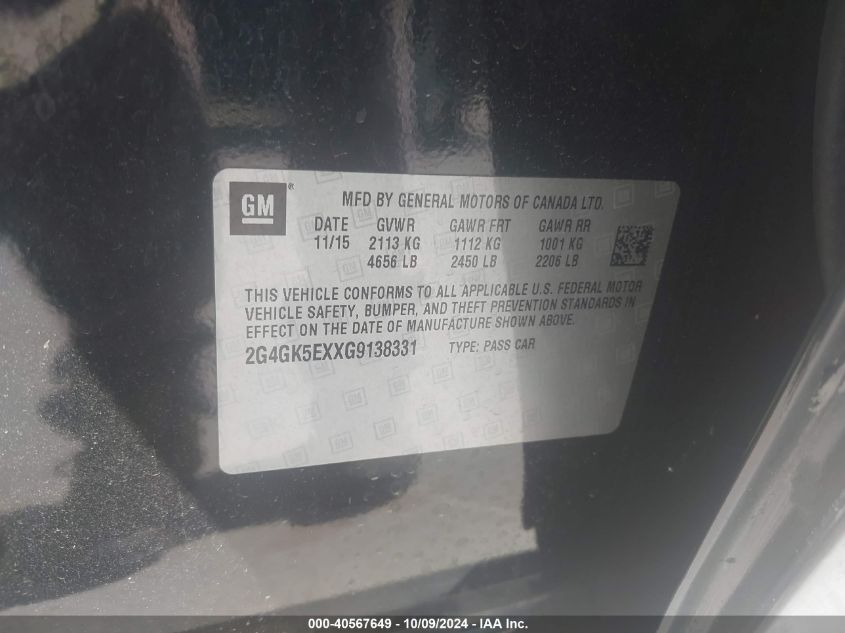 GM®
MFD BY GENERAL MOTORS OF CANADA LTD.
DATE GVWR GAWR FRT GAWR RR
11/15 2113 KG 1112 KG 1001 KG
4656 LB 2450 LB 2206 LB
THIS VEHICLE CONFORMS TO ALL APPLICABLE U.S. FEDERAL MOTOR
VEHICLE SAFETY, BUMPER, AND THEFT PREVENTION STANDARDS IN
EFFECT ON THE DATE OF MANUFACTURE SHOWN ABOVE.
2G4GK5EXXG9138331 TYPE: PASS CAR
000-40567649 - 10/09/2024 - IAA Inc.